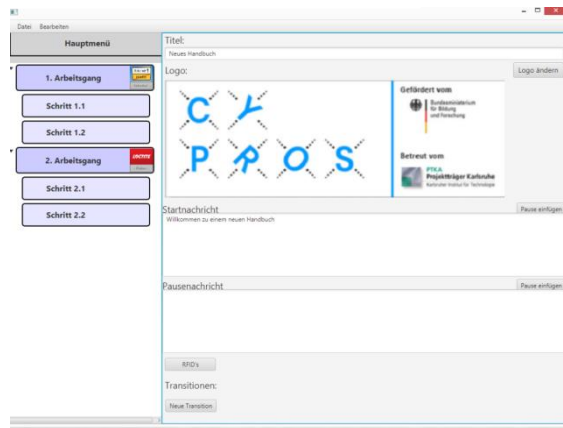 Datei Bearbeiten
Hauptmenü
1. Arbeitsgang
Schritt 1.1
Schritt 1.2
2. Arbeitsgang
LOCTITE
Schritt 2.1
Schritt 2.2
Titel:
Neues Handbuch
Logo:
Logo ändern
CY
PROS
Gefördert vom
Bundesministerium
für Bildung
und Forschung
Betreut vom
PTKA
Projektträger Karlsruhe
Karlsruher Institut für Technologie
Startnachricht
Pause einfügen
Willkommen zu einem neuen Handbuch
Pausenachricht
Pause einfügen
RFID's
Transitionen:
Neue Transition